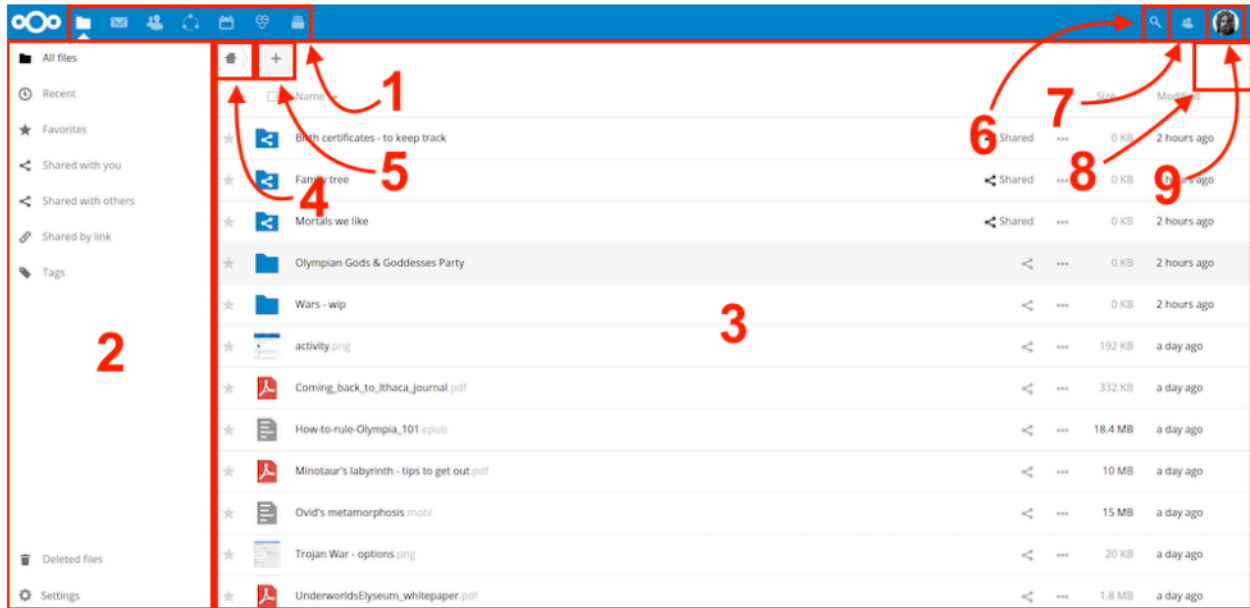 1
All files
Recent
Favorites
Shared with you
Shared with others
Shared by link
Tags
2
Deleted files
Settings
4
5
6
7
8
9
3
Name Size Modified
Birth certificates - to keep track Shared ... 0 KB 2 hours ago
Family tree Shared ... 0 KB hours ago
Mortals we like Shared ... 0 KB 2 hours ago
Olympian Gods & Goddesses Party ... 0 KB 2 hours ago
Wars - wip ... 0 KB 2 hours ago
activity.png ... 192 KB a day ago
Coming_back_to_Ithaca_journal.pdf ... 332 KB a day ago
How-to-rule-Olympia_101.epub ... 18.4 MB a day ago
Minotaur's labyrinth - tips to get out.pdf ... 10 MB a day ago
Ovid's metamorphosis.mobi ... 15 MB a day ago
Trojan War - options.png ... 20 KB a day ago
UnderworldsElyseum_whitepaper.pdf ... 1.8 MB a day ago